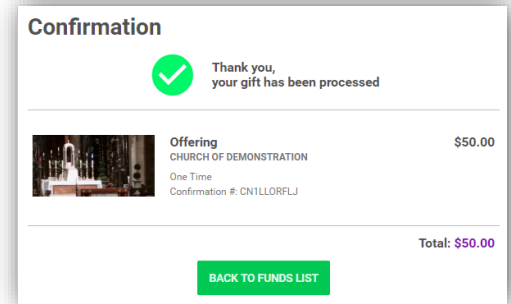 Confirmation
Thank you,
your gift has been processed
Offering
$50.00
CHURCH OF DEMONSTRATION
One Time
Confirmation #: CN1LLORFLJ
Total: $50.00
BACK TO FUNDS LIST